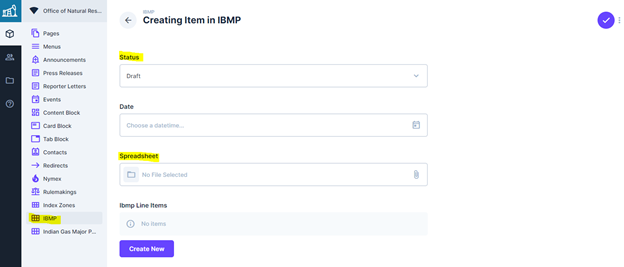 Office of Natural Res...
Pages
Menus
Announcements
Press Releases
Reporter Letters
Events
Content Block
Card Block
Tab Block
Contacts
Redirects
Nymex
Rulemakings
Index Zones
IBMP
Indian Gas Major P...
IBMP
Creating Item in IBMP
Status
Draft
Date
Choose a datetime...
Spreadsheet
No File Selected
Ibmp Line Items
No items
Create New